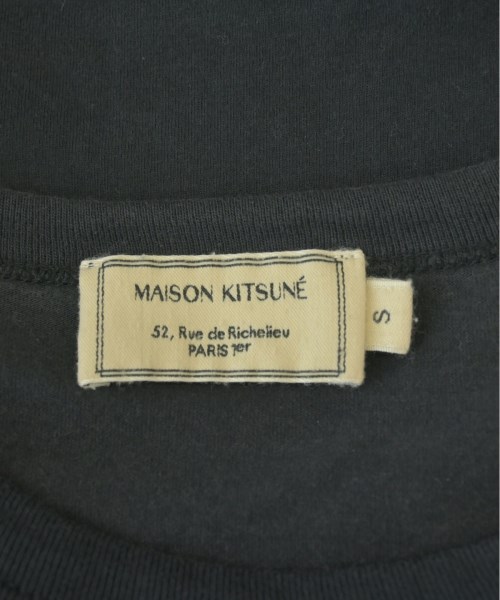 MAISON KITSUNÉ
52, Rue de Richelieu
PARIS 1er
S